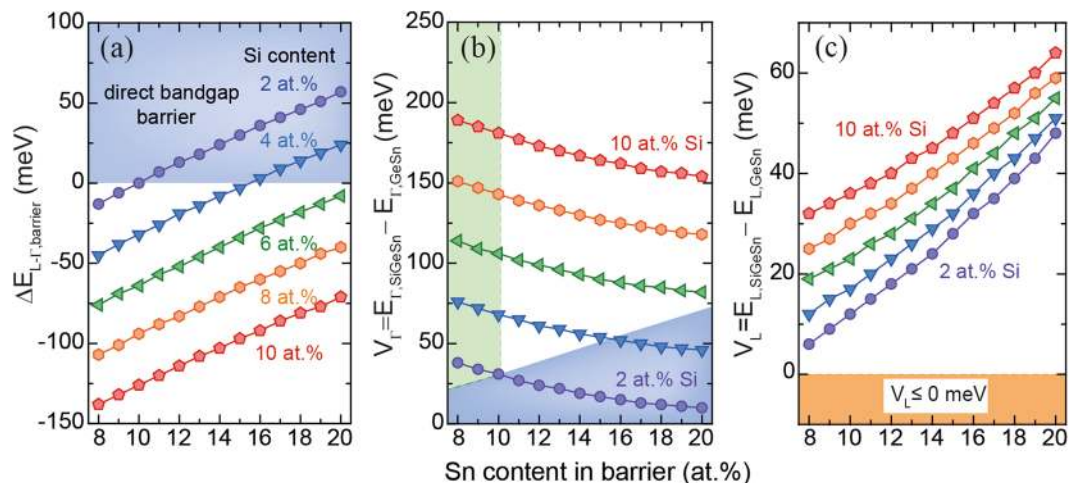 (a)
Si content
2 at.%
direct bandgap
barrier
4 at.%
6 at.%
8 at.%
10 at.%
ΔE_L-Γ,barrier (meV)
100
50
0
-50
-100
-150
8 10 12 14 16 18 20
(b)
10 at.% Si
2 at.% Si
V_Γ=E_Γ,SiGeSn− E_Γ,GeSn (meV)
250
200
150
100
50
0
8 10 12 14 16 18 20
Sn content in barrier (at.%)
(c)
10 at.% Si
2 at.% Si
V_L ≤ 0 meV
V_L=E_L,SiGeSn− E_L,GeSn (meV)
60
40
20
0
8 10 12 14 16 18 20